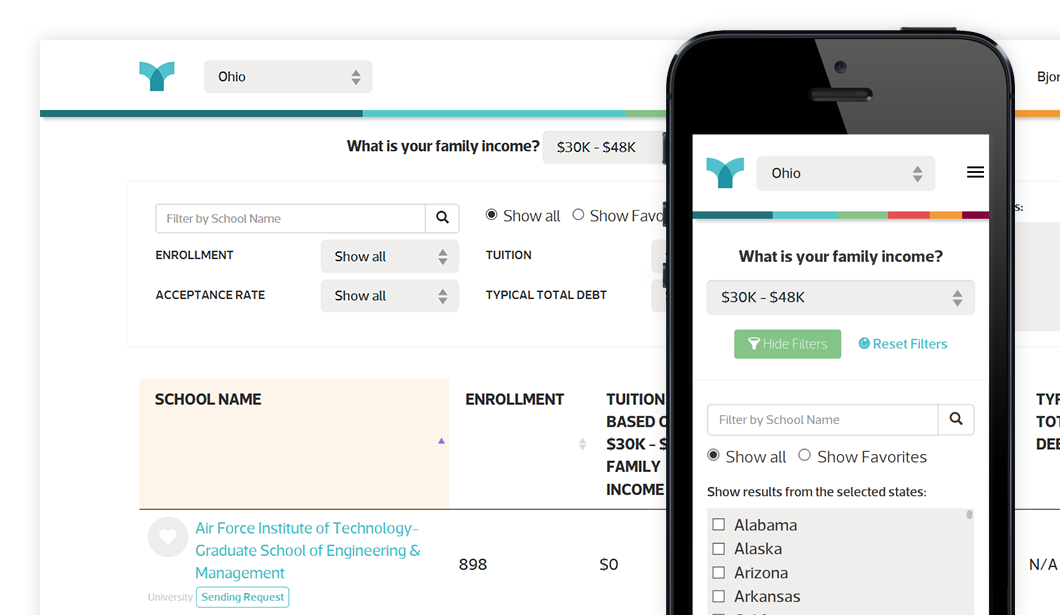 Ohio
Bjor
What is your family income?
$30K - $48K
Filter by School Name
Show all
Show Favo
ENROLLMENT
Show all
TUITION
ACCEPTANCE RATE
Show all
TYPICAL TOTAL DEBT
s:
SCHOOL NAME
ENROLLMENT
TUITION
BASED O
$30K - $
FAMILY
INCOME
TYP
TOT
DEB
Air Force Institute of Technology-
Graduate School of Engineering &
Management
University
Sending Request
898
$0
N/A
Ohio
What is your family income?
$30K - $48K
Hide Filters
Reset Filters
Filter by School Name
Show all
Show Favorites
Show results from the selected states:
Alabama
Alaska
Arizona
Arkansas